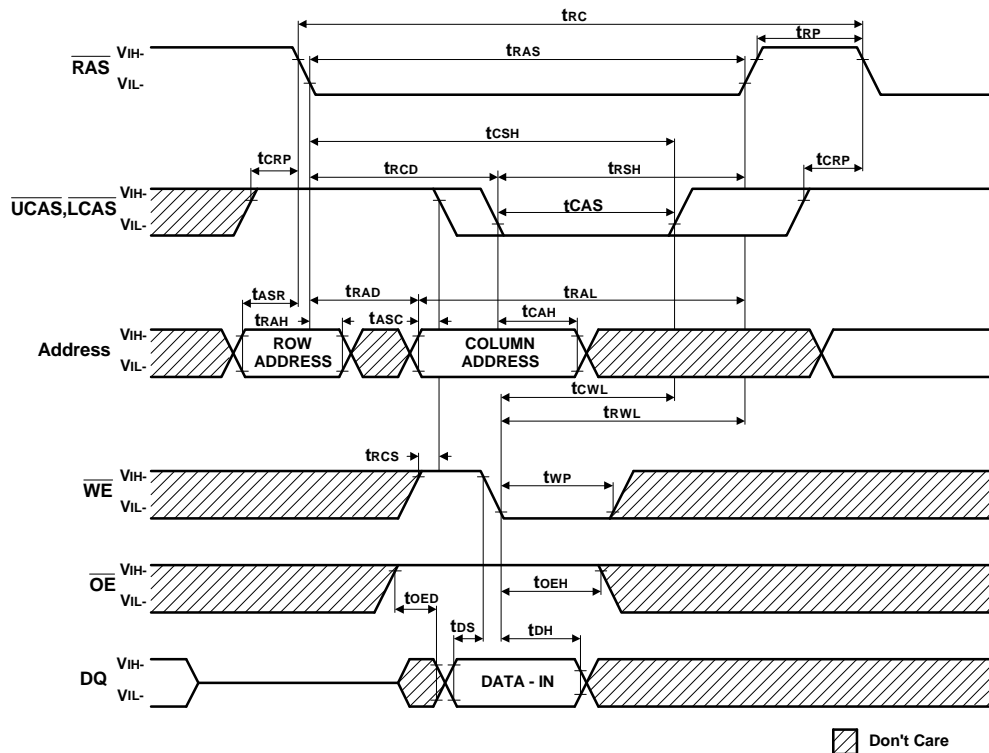 tRC
tRP
VIH-
RAS
tRAS
VIL-
tCSH
tCRP
tRCD
tRSH
tCRP
VIH-
UCAS,LCAS
tCAS
VIL-
tASR
tRAD
tRAL
tRAH
tASC
tCAH
VIH-
Address
ROW
ADDRESS
COLUMN
ADDRESS
VIL-
tCWL
tRWL
tRCS
VIH-
WE
tWP
VIL-
VIH-
OE
tOEH
VIL-
tOED
tDS
tDH
VIH-
DQ
DATA - IN
VIL-
Don't Care